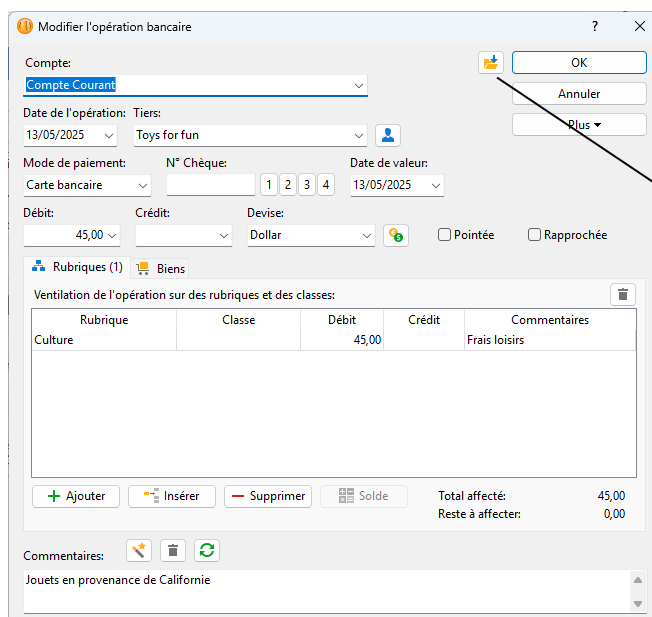 Modifier l'opération bancaire ?
Compte:
Compte Courant
OK
Annuler
Plus
Date de l'opération: Tiers:
13/05/2025 Toys for fun
Mode de paiement: N° Chèque: Date de valeur:
Carte bancaire 1 2 3 4 13/05/2025
Débit: Crédit: Devise:
45,00 Dollar Pointée Rapprochée
Rubriques (1) Biens
Ventilation de l'opération sur des rubriques et des classes:
Rubrique Classe Débit Crédit Commentaires
Culture 45,00 Frais loisirs
Ajouter Insérer Supprimer Solde
Total affecté: 45,00
Reste à affecter: 0,00
Commentaires:
Jouets en provenance de Californie